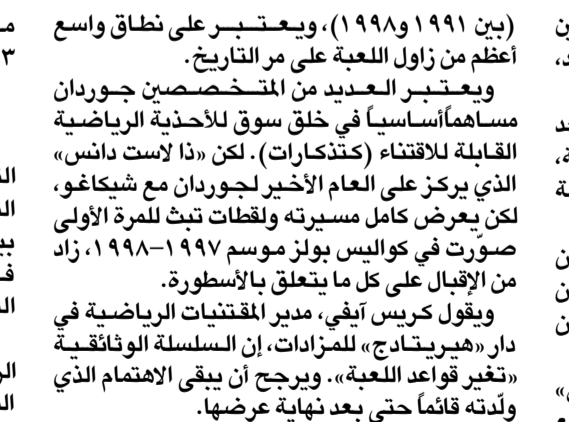 (بين ١٩٩١ و١٩٩٨)، ويعتبر على نطاق واسع
أعظم من زاول اللعبة على مر التاريخ.
ويعتبر العديد من المتخصصين جوردان
مساهماًأساسياً في خلق سوق للأحذية الرياضية
القابلة للاقتناء (كتذكارات). لكن «ذا لاست دانس»
الذي يركز على العام الأخير لجوردان مع شيكاغو،
لكن يعرض كامل مسيرته ولقطات تبث للمرة الأولى
صوّرت في كواليس بولز موسم ١٩٩٧–١٩٩٨، زاد
من الإقبال على كل ما يتعلق بالأسطورة.
ويقول كريس آيفي، مدير المقتنيات الرياضية في
دار «هيريتادج» للمزادات، إن السلسلة الوثائقية
«تغير قواعد اللعبة». ويرجح أن يبقى الاهتمام الذي
ولّدته قائماً حتى بعد نهاية عرضها.